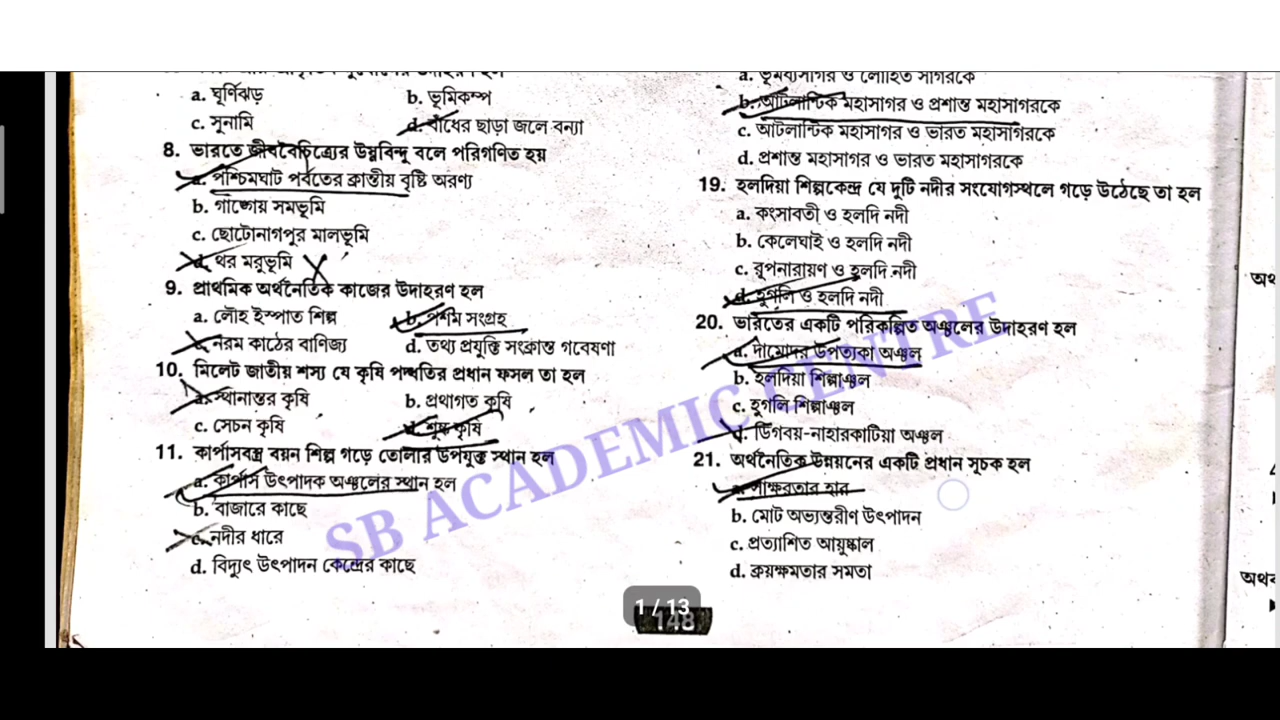 a. ঘূর্ণিঝড় b. ভূমিকম্প
c. সুনামি d. বাঁধের ছাড়া জলে বন্যা
8. ভারতে জীববৈচিত্র্যের উষ্ণবিন্দু বলে পরিগণিত হয়
a. পশ্চিমঘাট পর্বতের ক্রান্তীয় বৃষ্টি অরণ্য
b. গাঙ্গেয় সমভূমি
c. ছোটোনাগপুর মালভূমি
d. থর মরুভূমি
9. প্রাথমিক অর্থনৈতিক কাজের উদাহরণ হল
a. লৌহ ইস্পাত শিল্প b. পশম সংগ্রহ
c. নরম কাঠের বাণিজ্য d. তথ্য প্রযুক্তি সংক্রান্ত গবেষণা
10. মিলেট জাতীয় শস্য যে কৃষি পদ্ধতির প্রধান ফসল তা হল
a. স্থানান্তর কৃষি b. প্রথাগত কৃষি
c. সেচন কৃষি d. শুষ্ক কৃষি
11. কার্পাসবস্ত্র বয়ন শিল্প গড়ে তোলার উপযুক্ত স্থান হল
a. কার্পাস উৎপাদক অঞ্চলের স্থান হল
b. বাজারে কাছে
c. নদীর ধারে
d. বিদ্যুৎ উৎপাদন কেন্দ্রের কাছে
a. ভূমধ্যসাগর ও লোহিত সাগরকে
b. আটলান্টিক মহাসাগর ও প্রশান্ত মহাসাগরকে
c. আটলান্টিক মহাসাগর ও ভারত মহাসাগরকে
d. প্রশান্ত মহাসাগর ও ভারত মহাসাগরকে
19. হলদিয়া শিল্পকেন্দ্র যে দুটি নদীর সংযোগস্থলে গড়ে উঠেছে তা হল
a. কংসাবতী ও হলদি নদী
b. কেলেঘাই ও হলদি নদী
c. রূপনারায়ণ ও হলদি নদী
d. হুগলি ও হলদি নদী
20. ভারতের একটি পরিকল্পিত অঞ্চলের উদাহরণ হল
a. দামোদর উপত্যকা অঞ্চল
b. হলদিয়া শিল্পাঞ্চল
c. হুগলি শিল্পাঞ্চল
d. ডিগবয়-নাহারকাটিয়া অঞ্চল
21. অর্থনৈতিক উন্নয়নের একটি প্রধান সূচক হল
a. সাক্ষরতার হার
b. মোট অভ্যন্তরীণ উৎপাদন
c. প্রত্যাশিত আয়ুষ্কাল
d. ক্রয়ক্ষমতার সমতা
SB ACADEMIC CENTRE
1 / 13
148